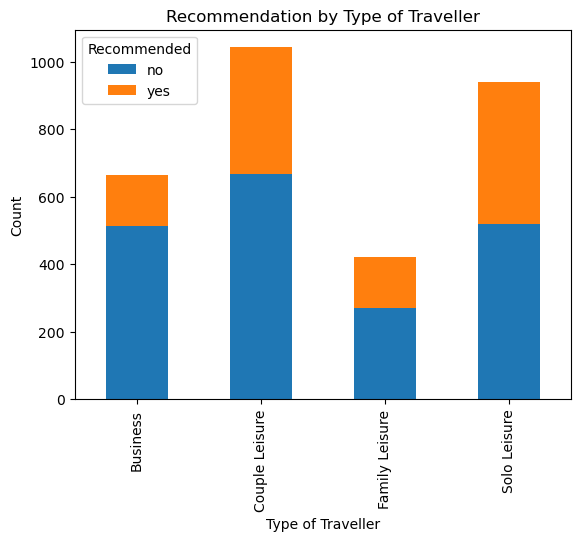 Recommendation by Type of Traveller
Recommended
no
yes
Count
1000
800
600
400
200
0
Business
Couple Leisure
Family Leisure
Solo Leisure
Type of Traveller